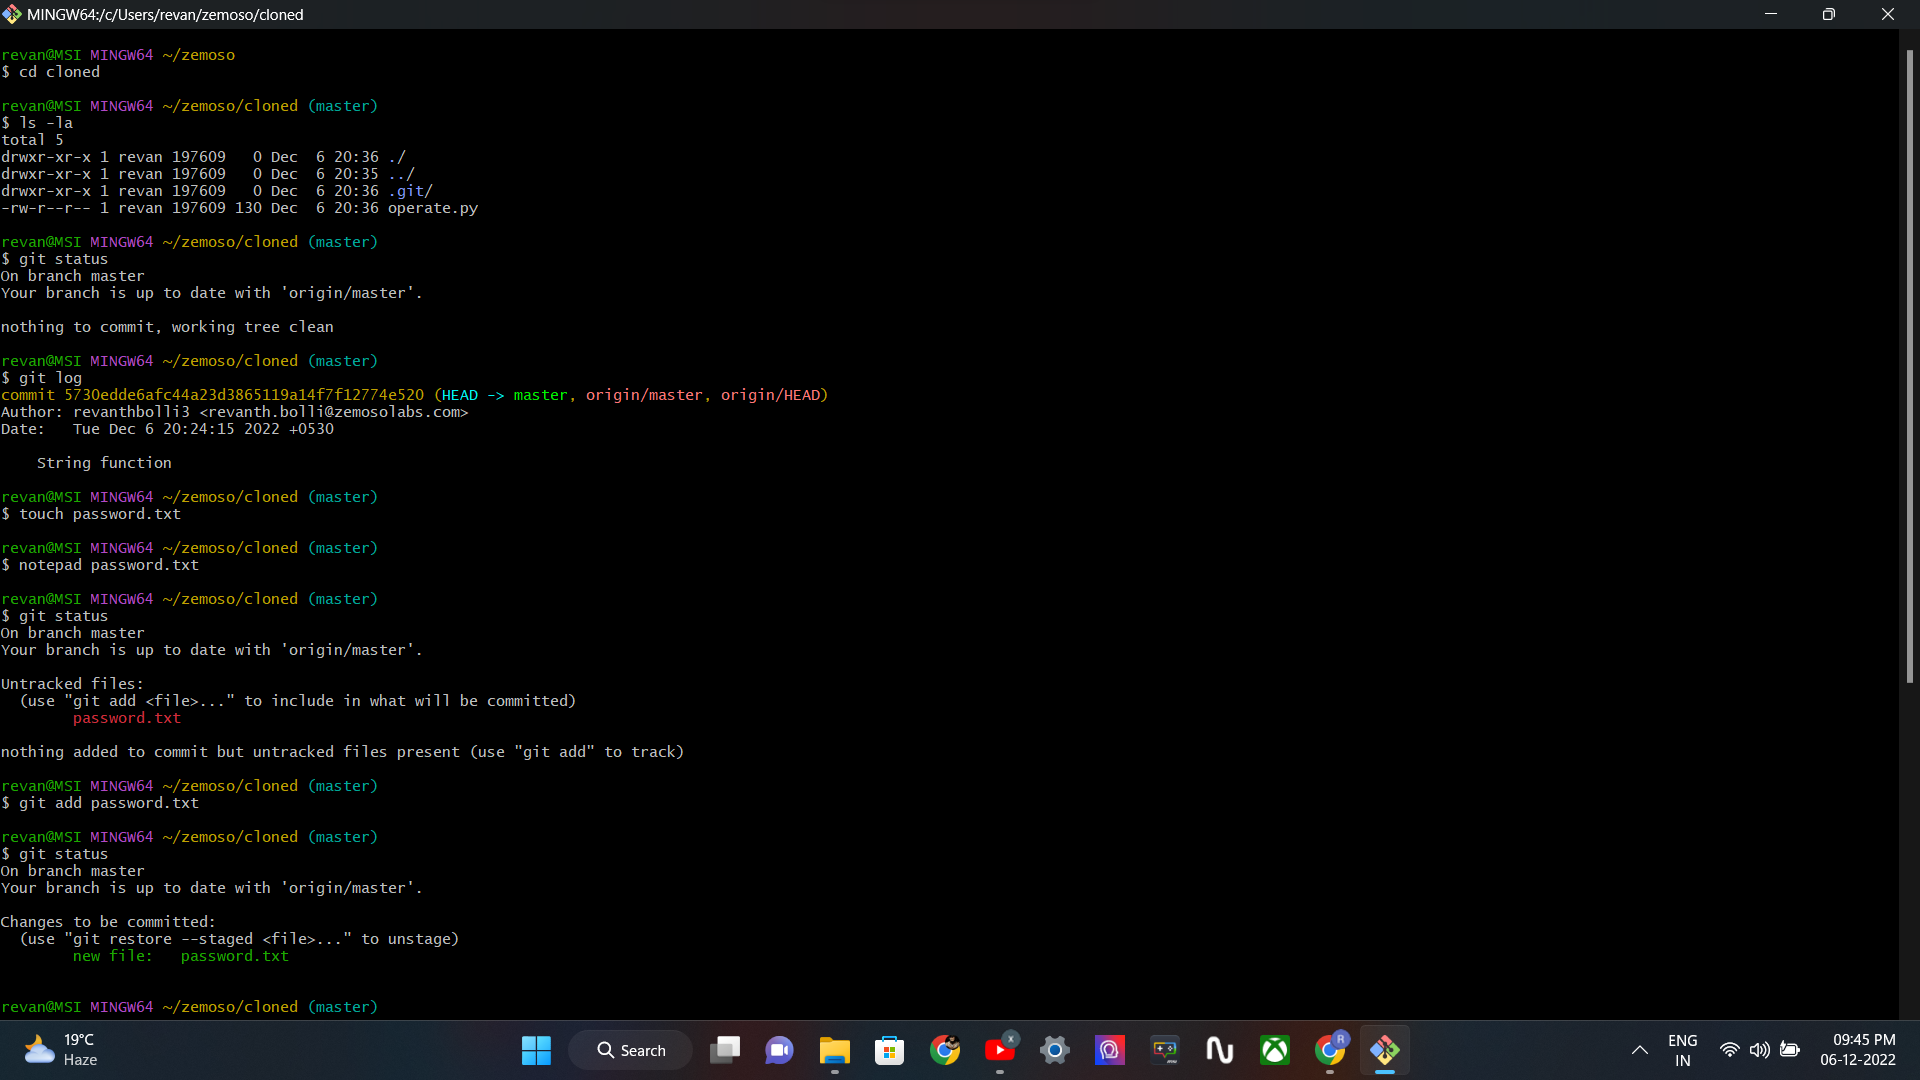 MINGW64:/c/Users/revan/zemoso/cloned
revan@MSI MINGW64 ~/zemoso
$ cd cloned
revan@MSI MINGW64 ~/zemoso/cloned (master)
$ ls -la
total 5
drwxr-xr-x 1 revan 197609   0 Dec  6 20:36 ./
drwxr-xr-x 1 revan 197609   0 Dec  6 20:35 ../
drwxr-xr-x 1 revan 197609   0 Dec  6 20:36 .git/
-rw-r--r-- 1 revan 197609 130 Dec  6 20:36 operate.py
revan@MSI MINGW64 ~/zemoso/cloned (master)
$ git status
On branch master
Your branch is up to date with 'origin/master'.
nothing to commit, working tree clean
revan@MSI MINGW64 ~/zemoso/cloned (master)
$ git log
commit 5730edde6afc44a23d3865119a14f7f12774e520 (HEAD -> master, origin/master, origin/HEAD)
Author: revanthbolli3 <revanth.bolli@zemosolabs.com>
Date:   Tue Dec 6 20:24:15 2022 +0530
    String function
revan@MSI MINGW64 ~/zemoso/cloned (master)
$ touch password.txt
revan@MSI MINGW64 ~/zemoso/cloned (master)
$ notepad password.txt
revan@MSI MINGW64 ~/zemoso/cloned (master)
$ git status
On branch master
Your branch is up to date with 'origin/master'.
Untracked files:
  (use "git add <file>..." to include in what will be committed)
        password.txt
nothing added to commit but untracked files present (use "git add" to track)
revan@MSI MINGW64 ~/zemoso/cloned (master)
$ git add password.txt
revan@MSI MINGW64 ~/zemoso/cloned (master)
$ git status
On branch master
Your branch is up to date with 'origin/master'.
Changes to be committed:
  (use "git restore --staged <file>..." to unstage)
        new file:   password.txt
revan@MSI MINGW64 ~/zemoso/cloned (master)
19°C
Haze
Search
X
R
ENG
IN
09:45 PM
06-12-2022